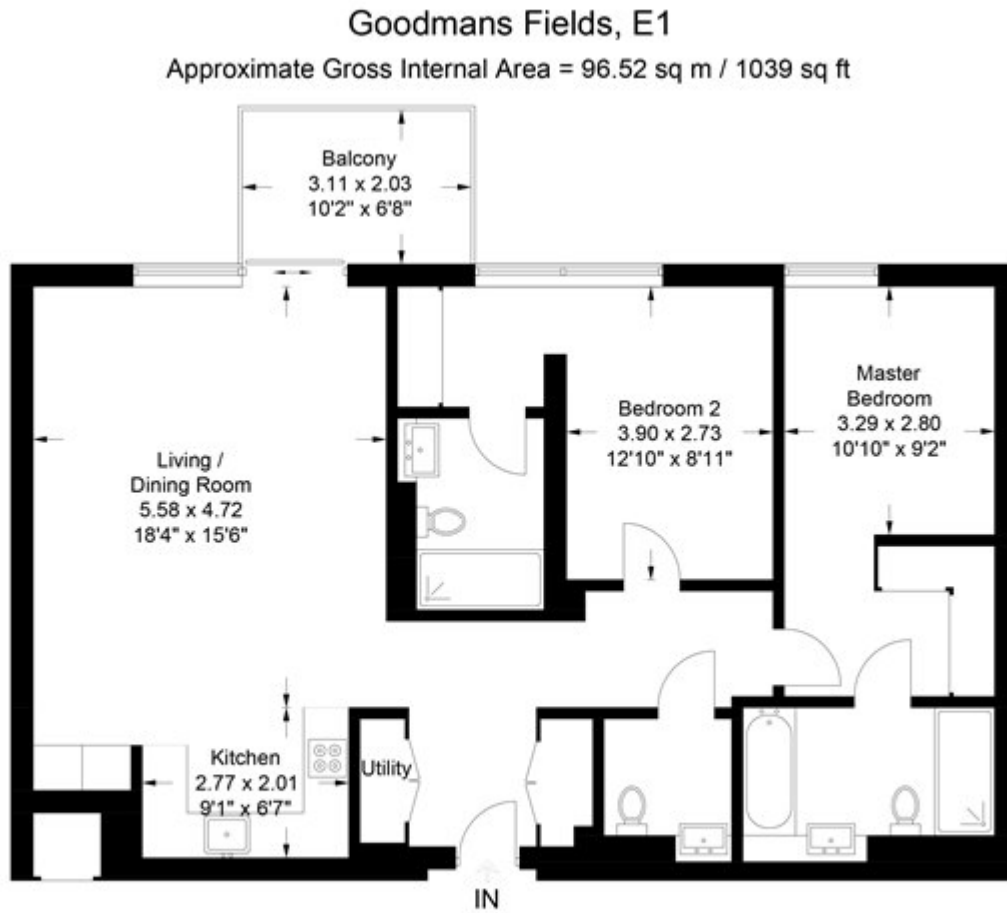 Goodmans Fields, E1
Approximate Gross Internal Area = 96.52 sq m / 1039 sq ft
Balcony
3.11 x 2.03
10'2" x 6'8"
Living /
Dining Room
5.58 x 4.72
18'4" x 15'6"
Bedroom 2
3.90 x 2.73
12'10" x 8'11"
Master
Bedroom
3.29 x 2.80
10'10" x 9'2"
Kitchen
2.77 x 2.01
9'1" x 6'7"
Utility
IN